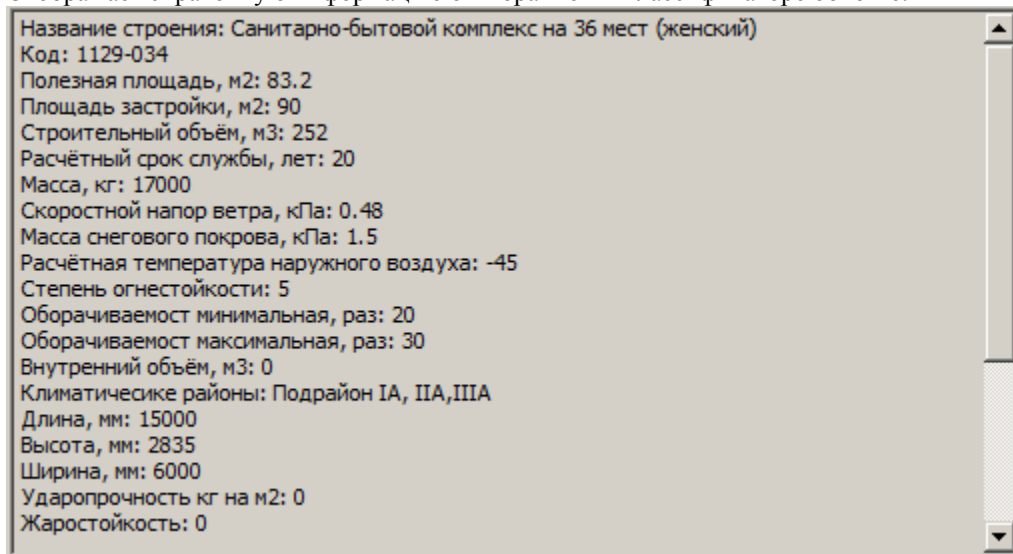 Название строения: Санитарно-бытовой комплекс на 36 мест (женский)
Код: 1129-034
Полезная площадь, м2: 83.2
Площадь застройки, м2: 90
Строительный объём, м3: 252
Расчётный срок службы, лет: 20
Масса, кг: 17000
Скоростной напор ветра, кПа: 0.48
Масса снегового покрова, кПа: 1.5
Расчётная температура наружного воздуха: -45
Степень огнестойкости: 5
Оборачиваемост минимальная, раз: 20
Оборачиваемост максимальная, раз: 30
Внутренний объём, м3: 0
Климатичесике районы: Подрайон IА, IIА,IIIА
Длина, мм: 15000
Высота, мм: 2835
Ширина, мм: 6000
Ударопрочность кг на м2: 0
Жаростойкость: 0